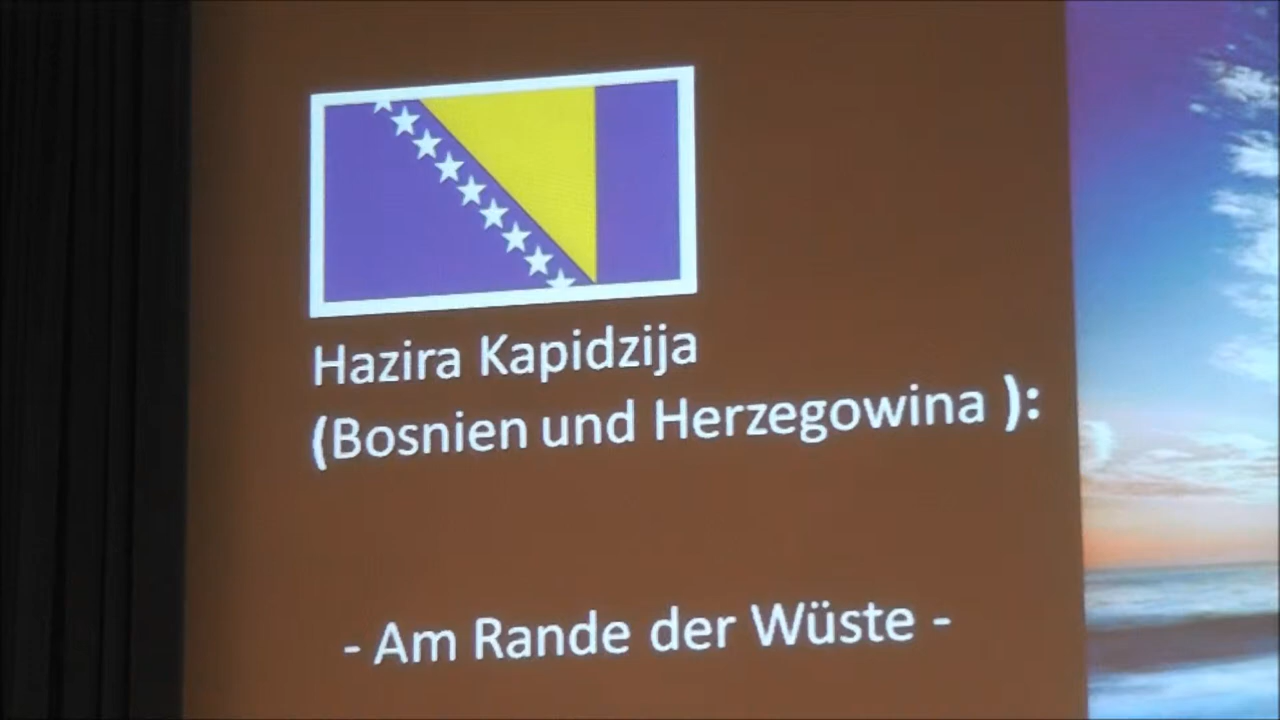 Hazira Kapidzija
(Bosnien und Herzegowina ):
- Am Rande der Wüste -